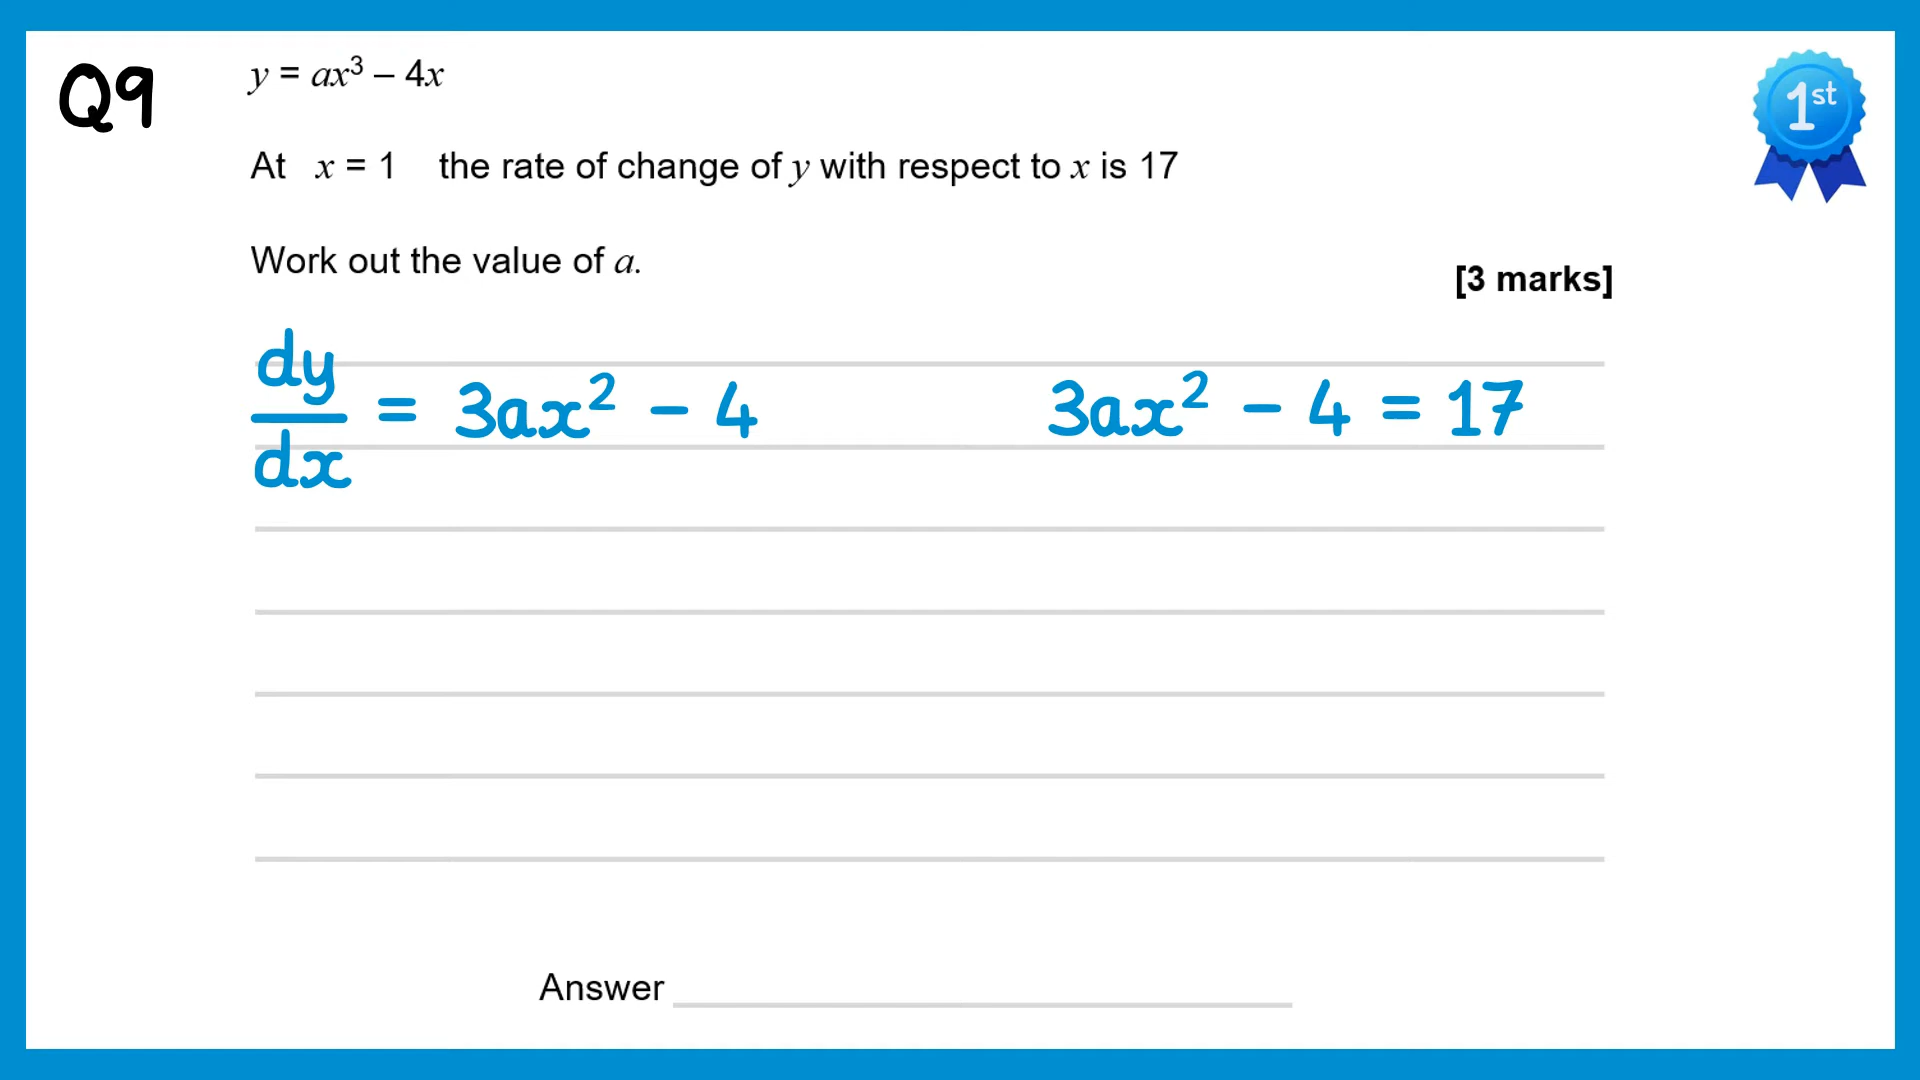 Q9
y = ax³ – 4x
1st
At x = 1 the rate of change of y with respect to x is 17
Work out the value of a.
[3 marks]
dy/dx = 3ax² – 4
3ax² – 4 = 17
Answer